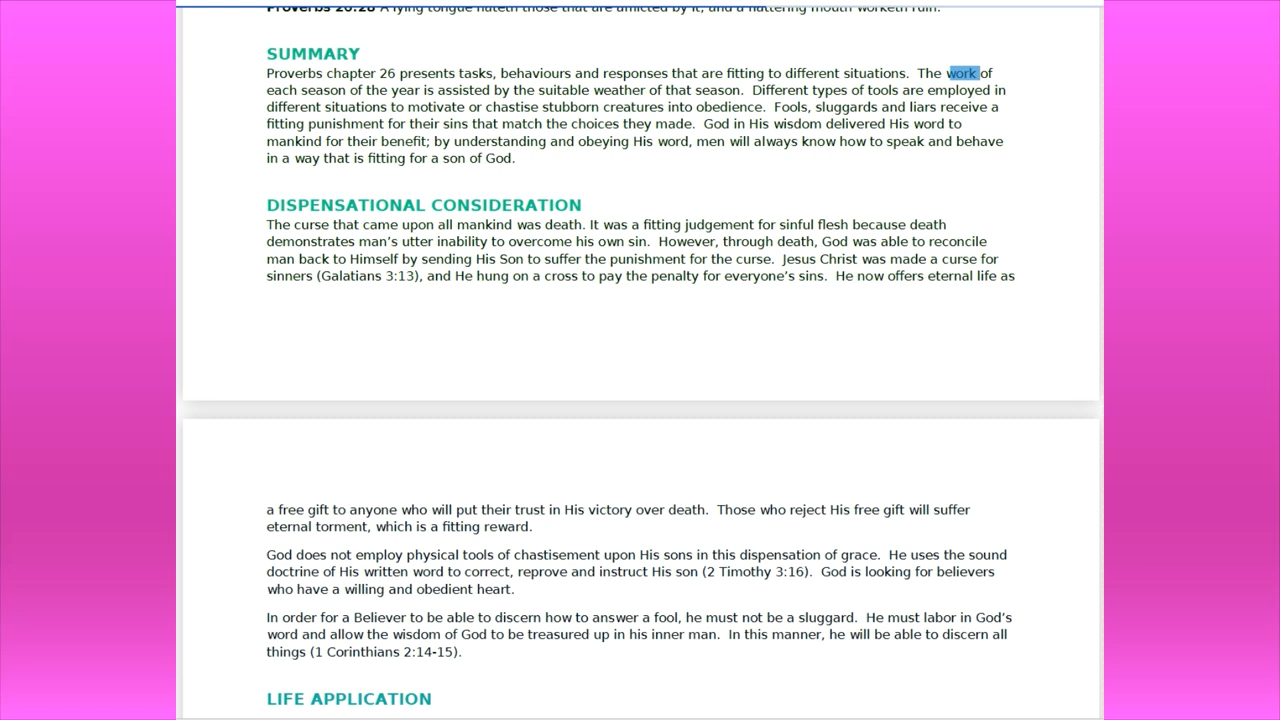 Proverbs 26:28 A lying tongue hateth those that are afflicted by it; and a flattering mouth worketh ruin.
SUMMARY
Proverbs chapter 26 presents tasks, behaviours and responses that are fitting to different situations.  The work of
each season of the year is assisted by the suitable weather of that season.  Different types of tools are employed in
different situations to motivate or chastise stubborn creatures into obedience.  Fools, sluggards and liars receive a
fitting punishment for their sins that match the choices they made.  God in His wisdom delivered His word to
mankind for their benefit; by understanding and obeying His word, men will always know how to speak and behave
in a way that is fitting for a son of God.
DISPENSATIONAL CONSIDERATION
The curse that came upon all mankind was death. It was a fitting judgement for sinful flesh because death
demonstrates man’s utter inability to overcome his own sin.  However, through death, God was able to reconcile
man back to Himself by sending His Son to suffer the punishment for the curse.  Jesus Christ was made a curse for
sinners (Galatians 3:13), and He hung on a cross to pay the penalty for everyone’s sins.  He now offers eternal life as
a free gift to anyone who will put their trust in His victory over death.  Those who reject His free gift will suffer
eternal torment, which is a fitting reward.
God does not employ physical tools of chastisement upon His sons in this dispensation of grace.  He uses the sound
doctrine of His written word to correct, reprove and instruct His son (2 Timothy 3:16).  God is looking for believers
who have a willing and obedient heart.
In order for a Believer to be able to discern how to answer a fool, he must not be a sluggard.  He must labor in God’s
word and allow the wisdom of God to be treasured up in his inner man.  In this manner, he will be able to discern all
things (1 Corinthians 2:14-15).
LIFE APPLICATION